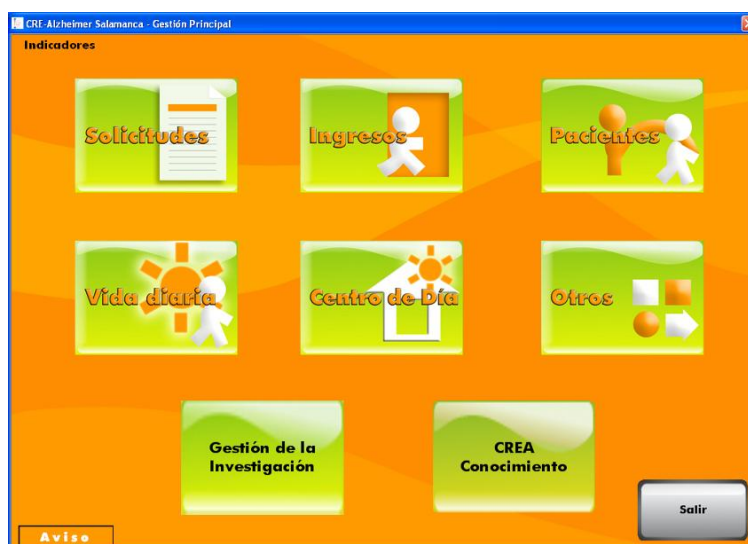 CRE-Alzheimer Salamanca - Gestión Principal
Indicadores
Solicitudes
Ingresos
Pacientes
Vida diaria
Centro de Día
Otros
Gestión de la
Investigación
CREA
Conocimiento
Salir
Aviso